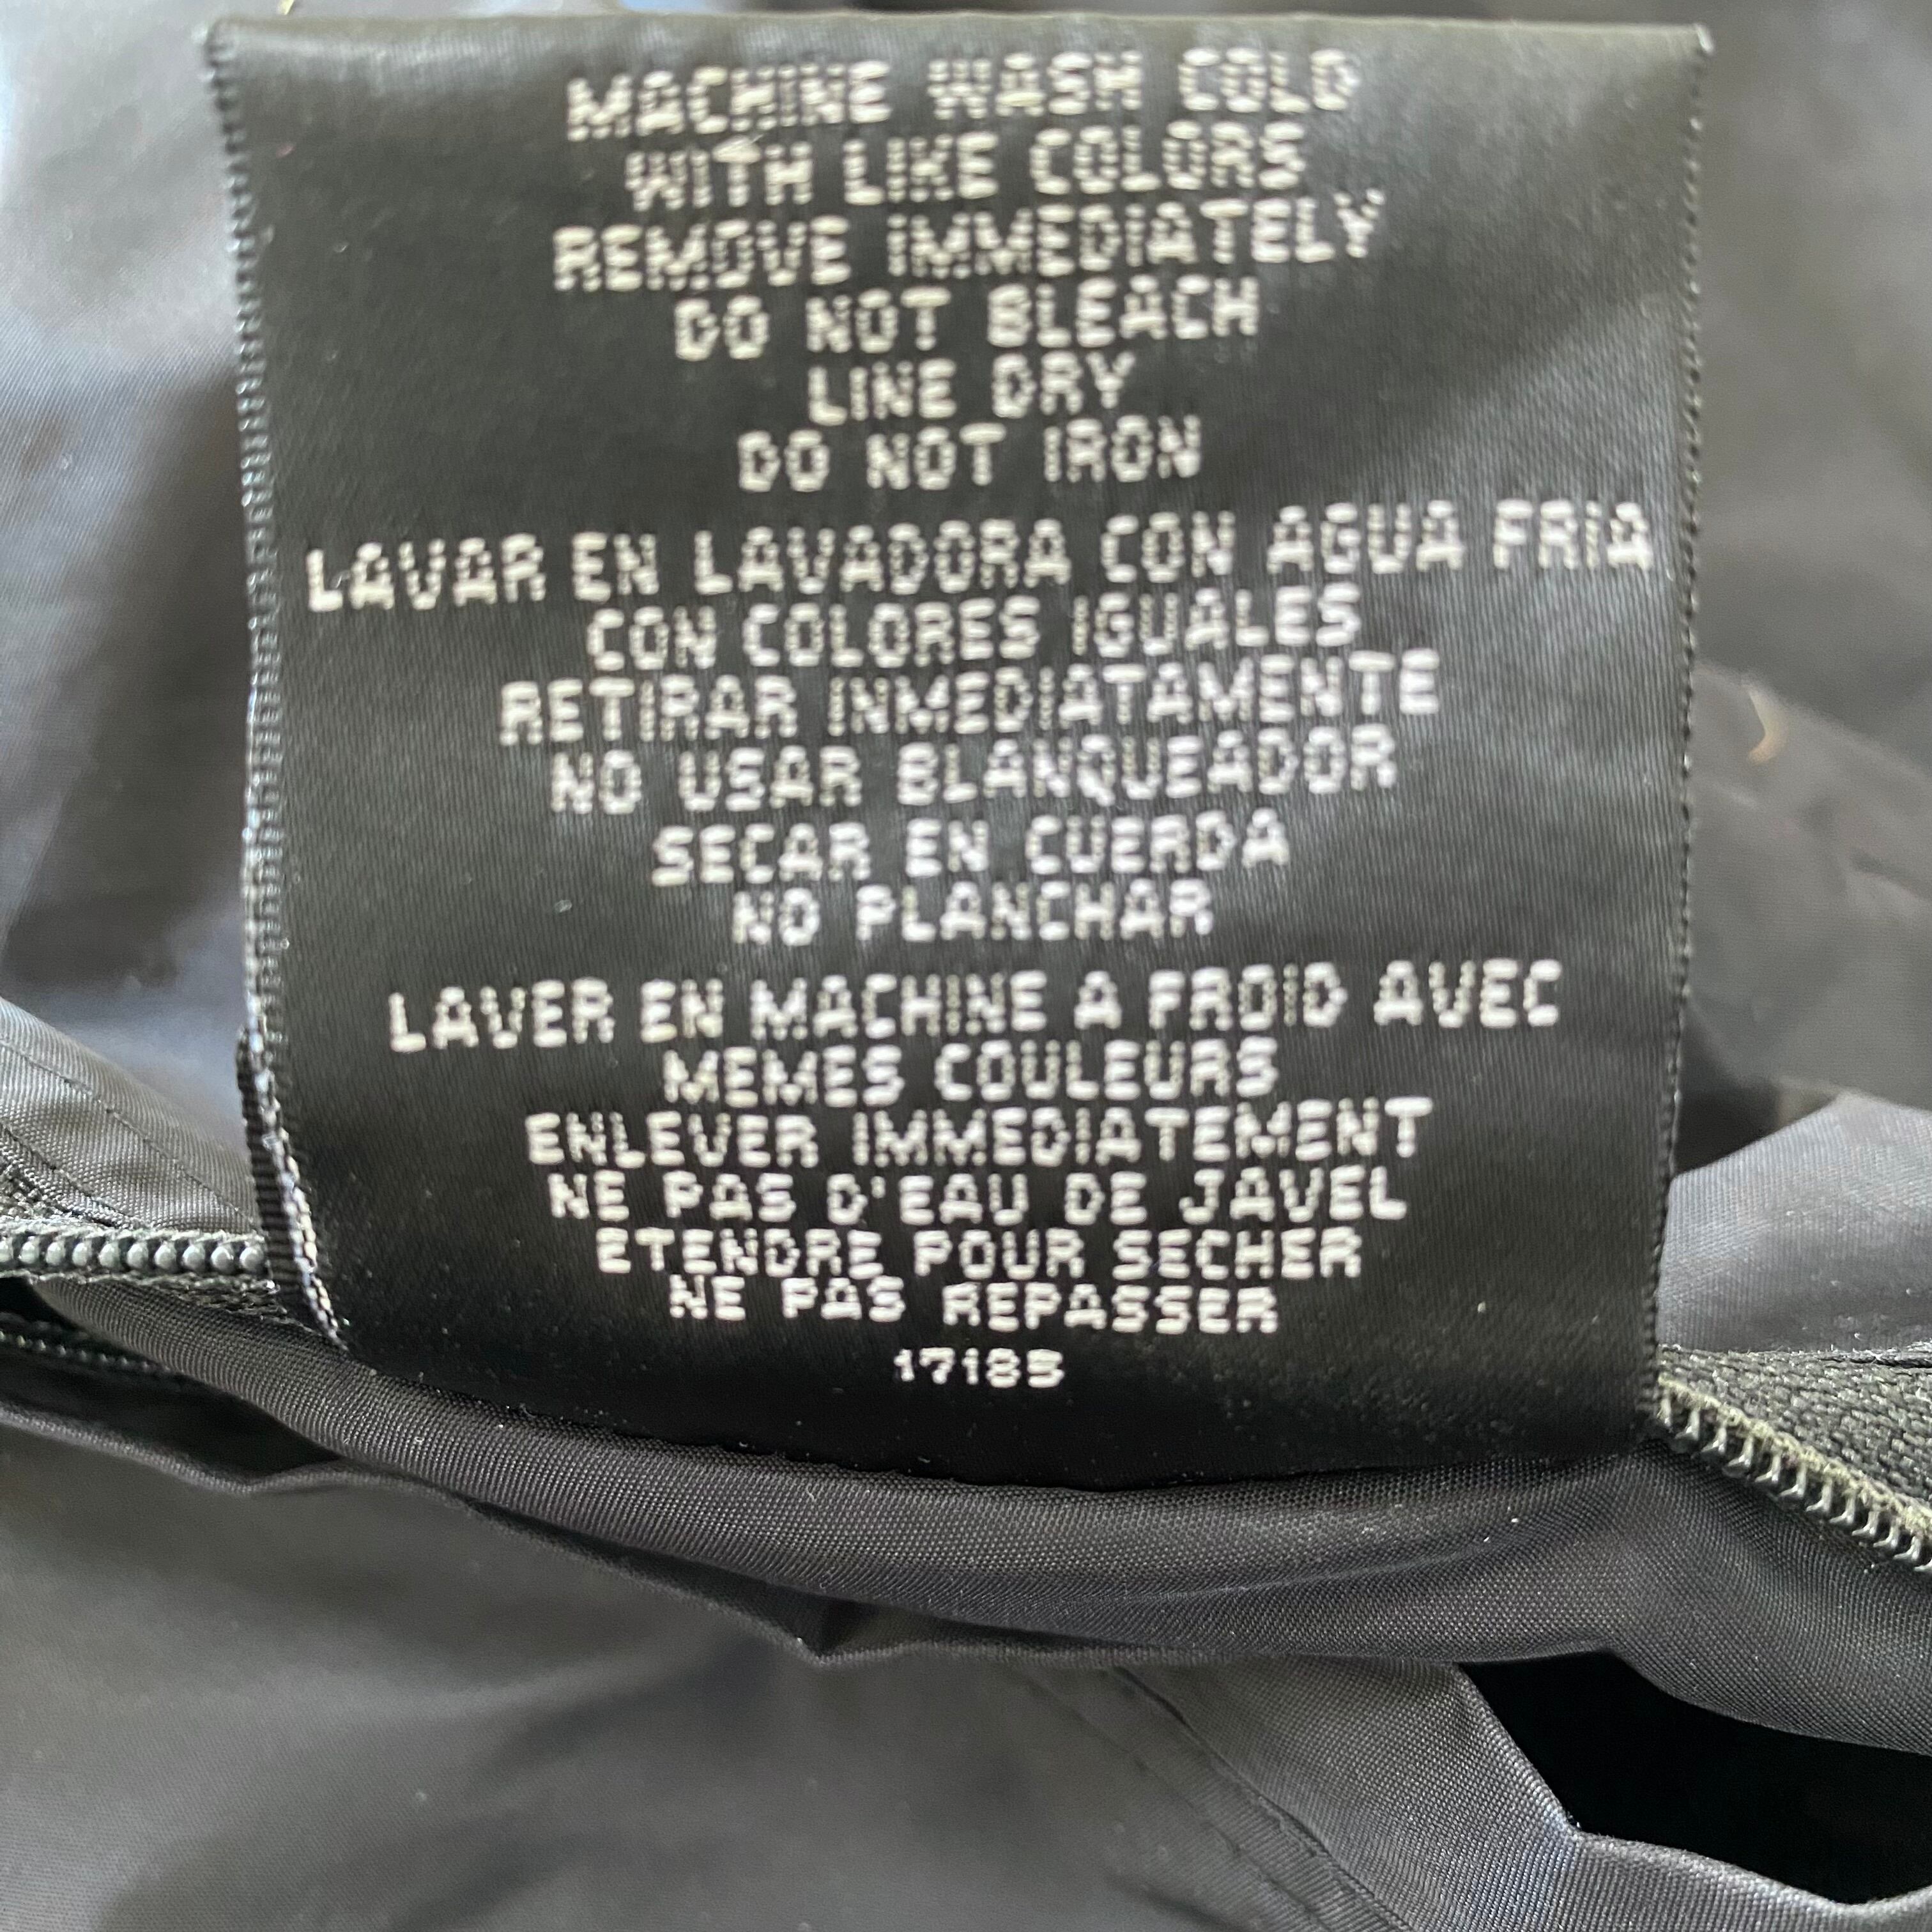 MACHINE WASH COLD
WITH LIKE COLORS
REMOVE IMMEDIATELY
DO NOT BLEACH
LINE DRY
DO NOT IRON
LAVAR EN LAVADORA CON AGUA FRIA
CON COLORES IGUALES
RETIRAR INMEDIATAMENTE
NO USAR BLANQUEADOR
SECAR EN CUERDA
NO PLANCHAR
LAVER EN MACHINE A FROID AVEC
MEMES COULEURS
ENLEVER IMMEDIATEMENT
NE PAS D'EAU DE JAVEL
ETENDRE POUR SECHER
NE PAS REPASSER
17185